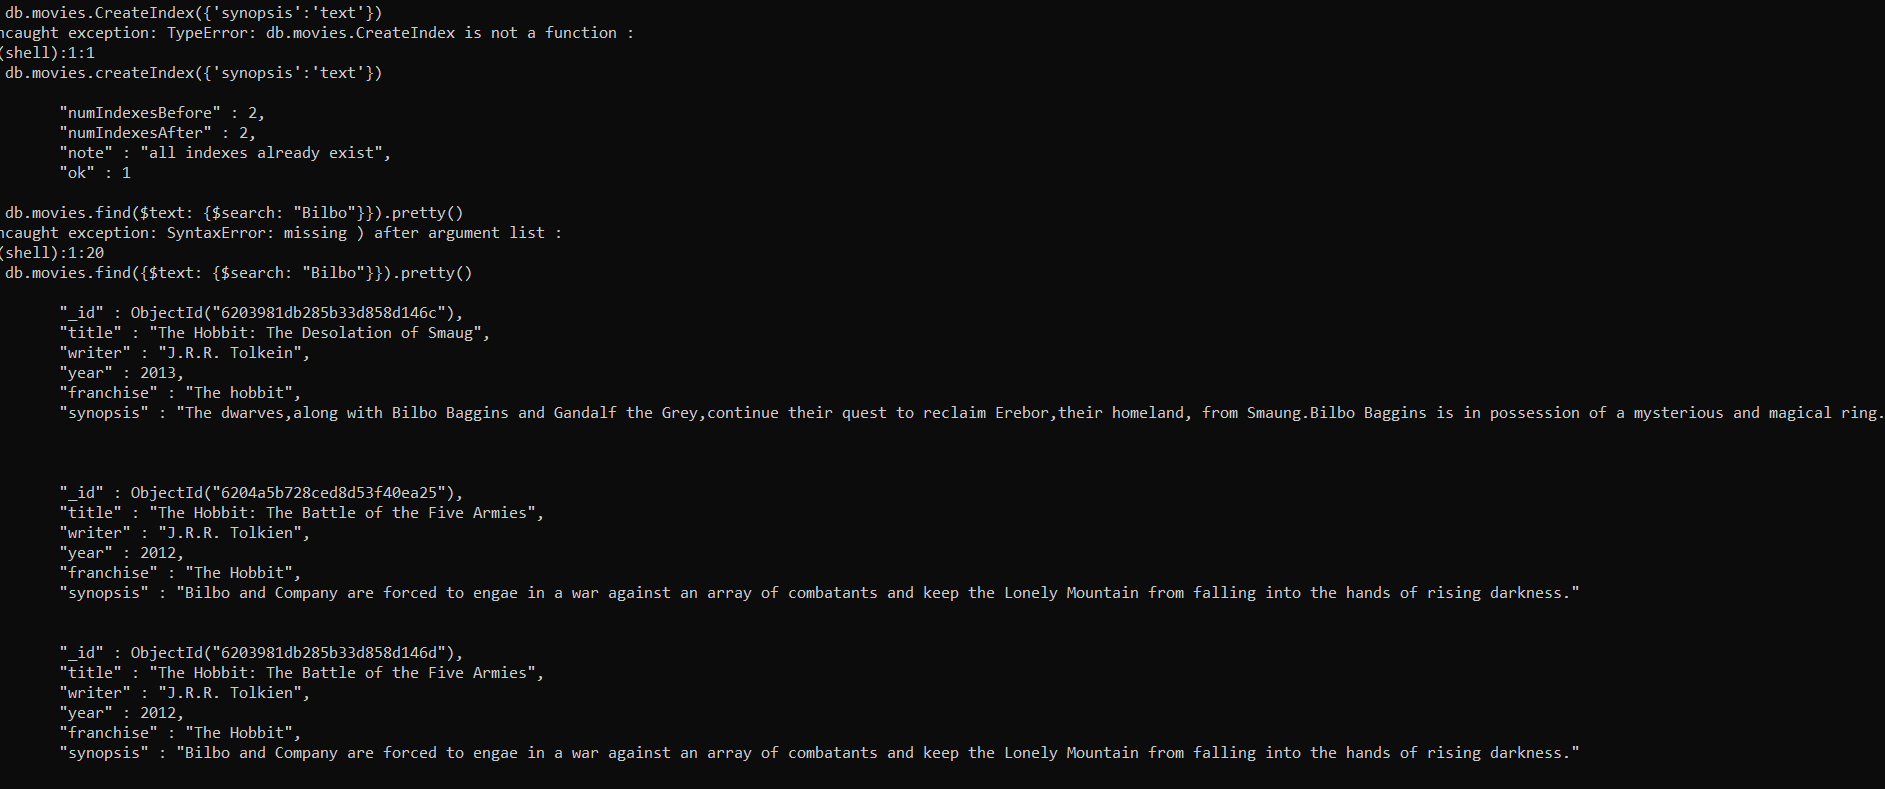 db.movies.CreateIndex({'synopsis':'text'})
ncaught exception: TypeError: db.movies.CreateIndex is not a function :
(shell):1:1
db.movies.createIndex({'synopsis':'text'})
"numIndexesBefore" : 2,
"numIndexesAfter" : 2,
"note" : "all indexes already exist",
"ok" : 1
db.movies.find($text: {$search: "Bilbo"}}).pretty()
ncaught exception: SyntaxError: missing ) after argument list :
(shell):1:20
db.movies.find({$text: {$search: "Bilbo"}}).pretty()
"_id" : ObjectId("6203981db285b33d858d146c"),
"title" : "The Hobbit: The Desolation of Smaug",
"writer" : "J.R.R. Tolkein",
"year" : 2013,
"franchise" : "The hobbit",
"synopsis" : "The dwarves,along with Bilbo Baggins and Gandalf the Grey,continue their quest to reclaim Erebor,their homeland, from Smaung.Bilbo Baggins is in possession of a mysterious and magical ring.
"_id" : ObjectId("6204a5b728ced8d53f40ea25"),
"title" : "The Hobbit: The Battle of the Five Armies",
"writer" : "J.R.R. Tolkien",
"year" : 2012,
"franchise" : "The Hobbit",
"synopsis" : "Bilbo and Company are forced to engae in a war against an array of combatants and keep the Lonely Mountain from falling into the hands of rising darkness."
"_id" : ObjectId("6203981db285b33d858d146d"),
"title" : "The Hobbit: The Battle of the Five Armies",
"writer" : "J.R.R. Tolkien",
"year" : 2012,
"franchise" : "The Hobbit",
"synopsis" : "Bilbo and Company are forced to engae in a war against an array of combatants and keep the Lonely Mountain from falling into the hands of rising darkness."